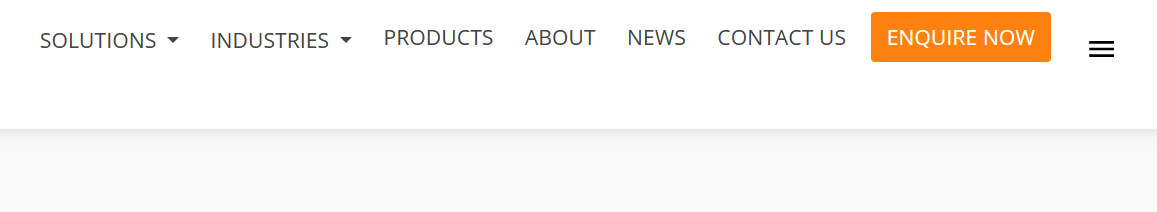 SOLUTIONS INDUSTRIES PRODUCTS ABOUT NEWS CONTACT US ENQUIRE NOW